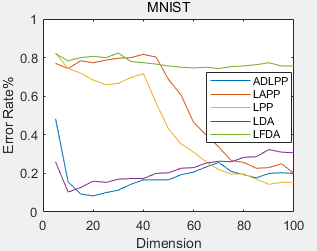 MNIST
1
0.8
0.6
0.4
0.2
0
Error Rate%
ADLPP
LAPP
LPP
LDA
LFDA
0 20 40 60 80 100
Dimension